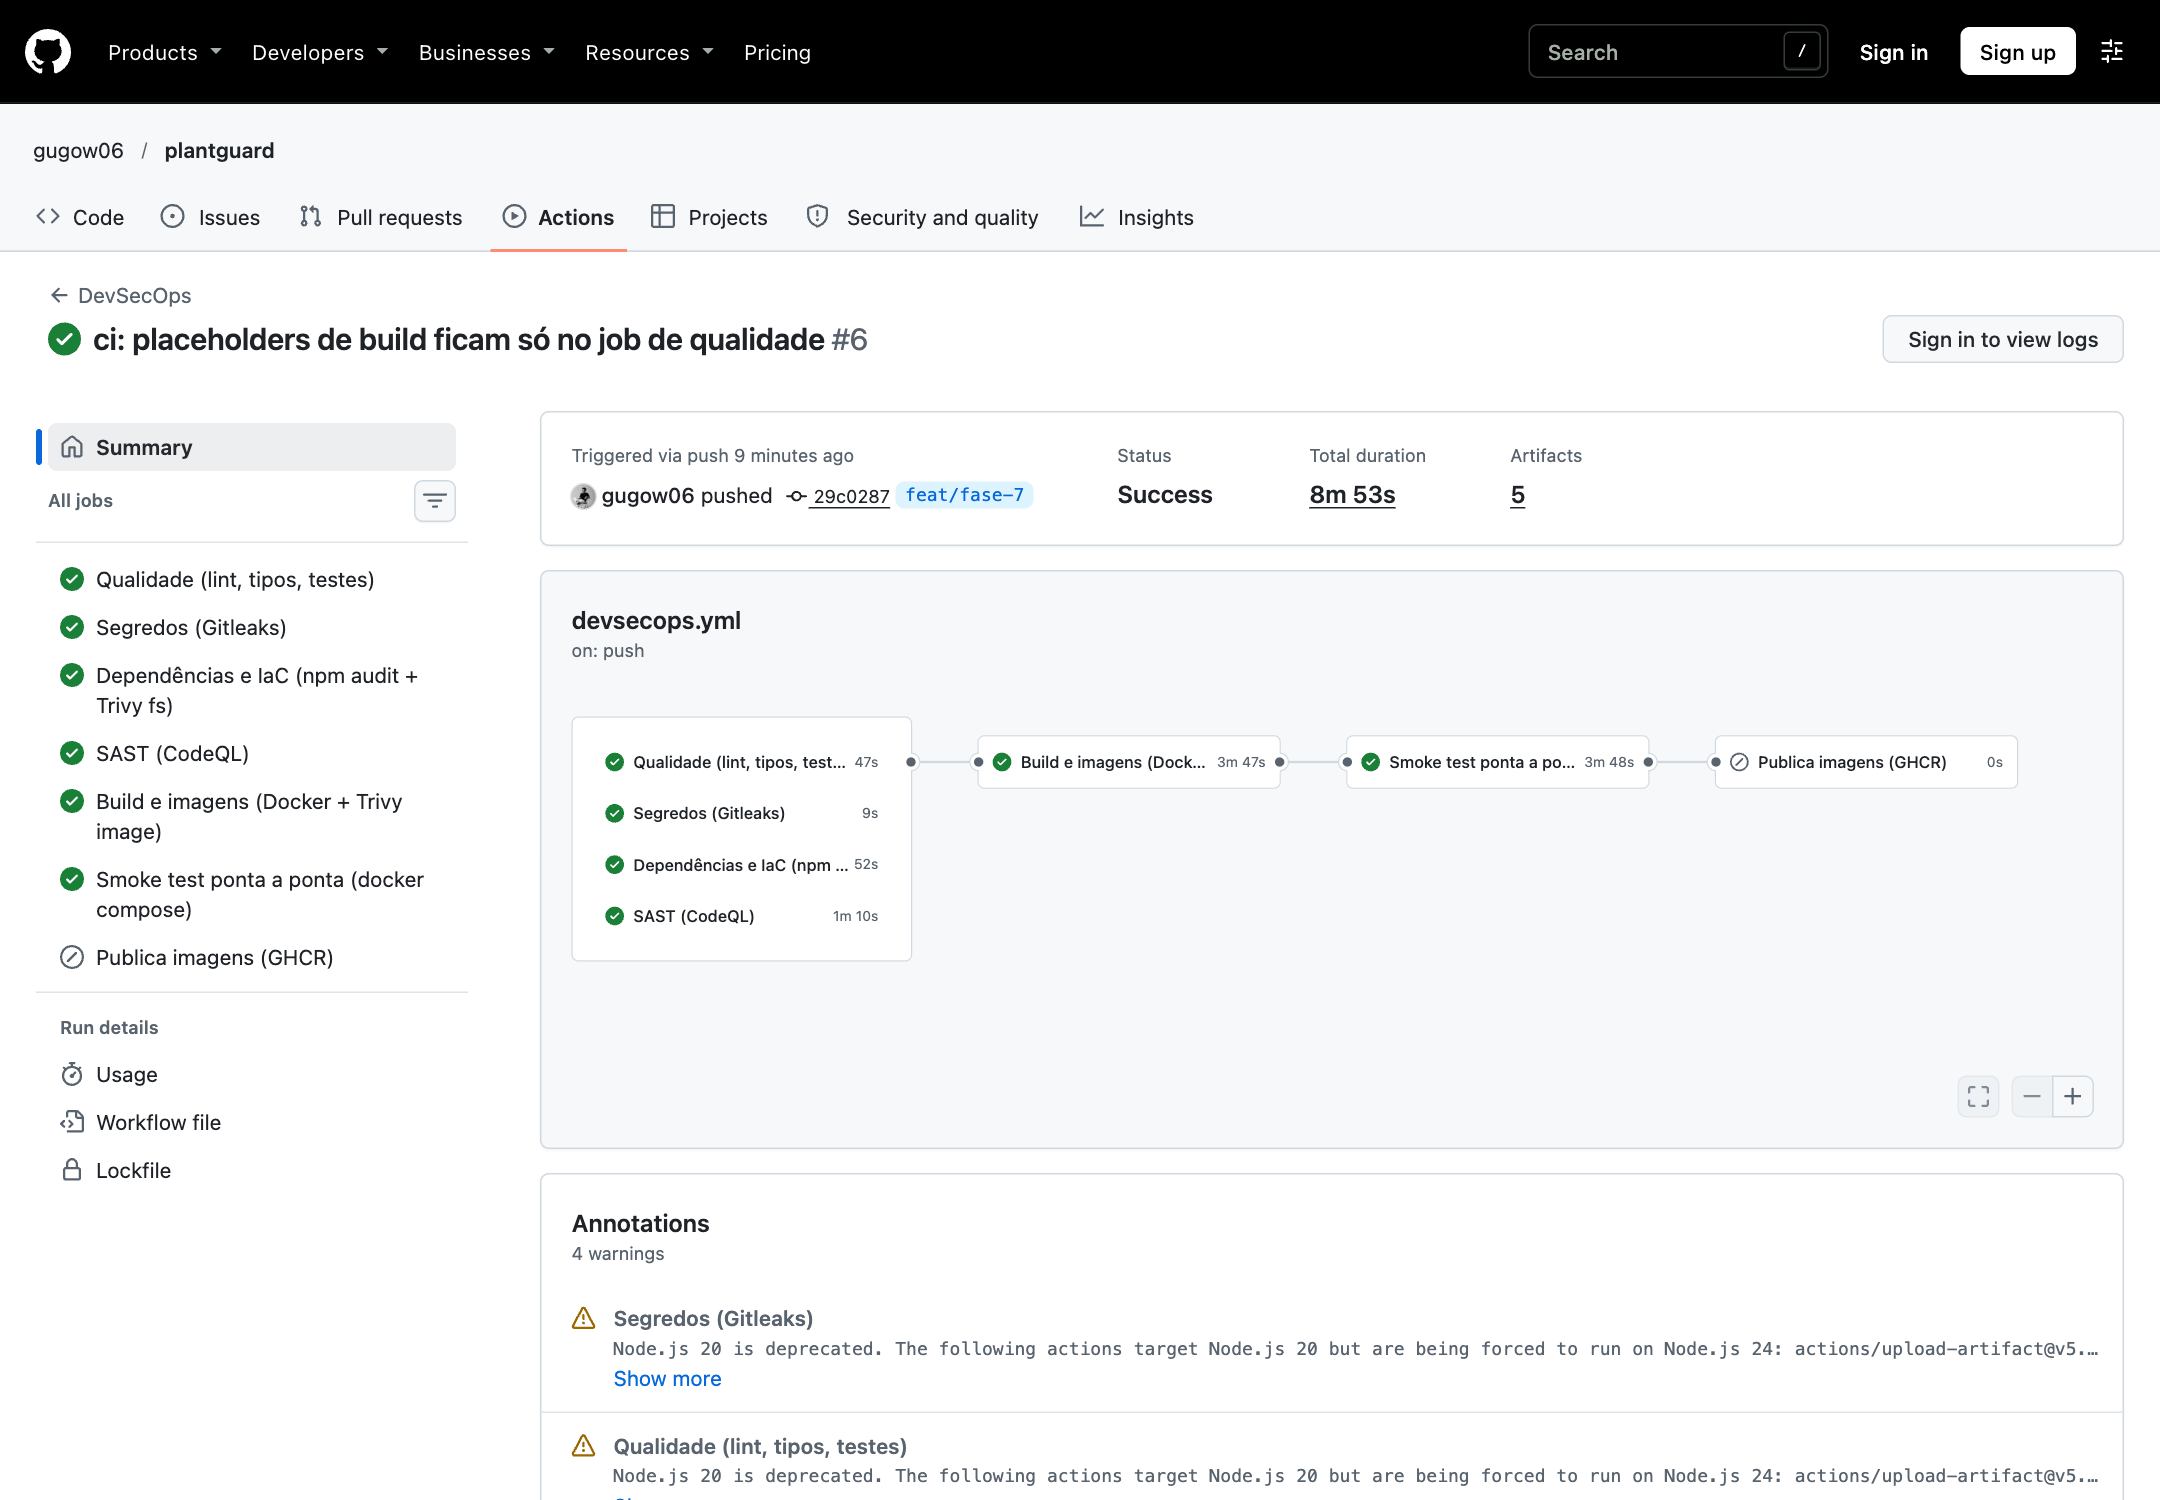 Products
Developers
Businesses
Resources
Pricing
Search
/
Sign in
Sign up
gugow06 / plantguard
Code
Issues
Pull requests
Actions
Projects
Security and quality
Insights
DevSecOps
ci: placeholders de build ficam só no job de qualidade #6
Sign in to view logs
Summary
All jobs
Qualidade (lint, tipos, testes)
Segredos (Gitleaks)
Dependências e IaC (npm audit +
Trivy fs)
SAST (CodeQL)
Build e imagens (Docker + Trivy
image)
Smoke test ponta a ponta (docker
compose)
Publica imagens (GHCR)
Run details
Usage
Workflow file
Lockfile
Triggered via push 9 minutes ago
gugow06 pushed 29c0287 feat/fase-7
Status
Success
Total duration
8m 53s
Artifacts
5
devsecops.yml
on: push
Qualidade (lint, tipos, test... 47s
Segredos (Gitleaks) 9s
Dependências e IaC (npm ... 52s
SAST (CodeQL) 1m 10s
Build e imagens (Dock... 3m 47s
Smoke test ponta a po... 3m 48s
Publica imagens (GHCR) 0s
Annotations
4 warnings
Segredos (Gitleaks)
Node.js 20 is deprecated. The following actions target Node.js 20 but are being forced to run on Node.js 24: actions/upload-artifact@v5.…
Show more
Qualidade (lint, tipos, testes)
Node.js 20 is deprecated. The following actions target Node.js 20 but are being forced to run on Node.js 24: actions/upload-artifact@v5.…